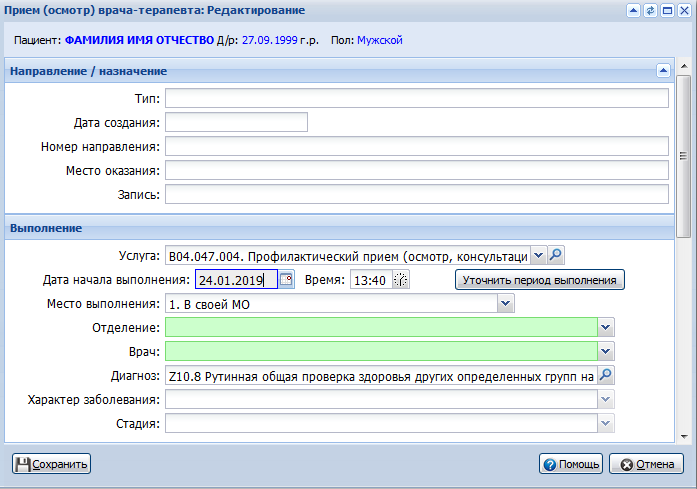 Прием (осмотр) врача-терапевта: Редактирование
Пациент: ФАМИЛИЯ ИМЯ ОТЧЕСТВО Д/р: 27.09.1999 г.р. Пол: Мужской
Направление / назначение
Тип:
Дата создания:
Номер направления:
Место оказания:
Запись:
Выполнение
Услуга: B04.047.004. Профилактический прием (осмотр, консультаци
Дата начала выполнения: 24.01.2019 Время: 13:40 Уточнить период выполнения
Место выполнения: 1. В своей МО
Отделение:
Врач:
Диагноз: Z10.8 Рутинная общая проверка здоровья других определенных групп на
Характер заболевания:
Стадия:
Сохранить Помощь Отмена